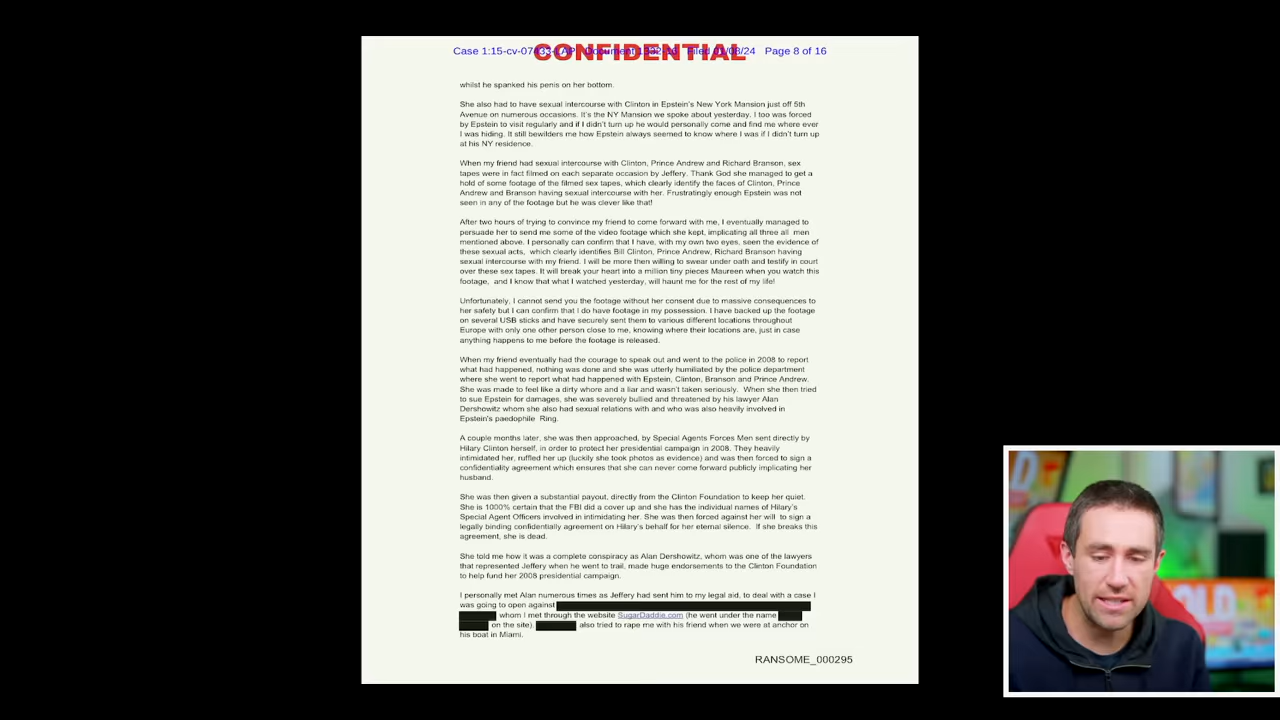 Case 1:15-cv-07433-LAP Document 1332-16 Filed 01/08/24 Page 8 of 16
CONFIDENTIAL
whilst he spanked his penis on her bottom.
She also had to have sexual intercourse with Clinton in Epstein's New York Mansion just off 5th
Avenue on numerous occasions. It's the NY Mansion we spoke about yesterday. I too was forced
by Epstein to visit regularly and if I didn't turn up he would personally come and find me where ever
I was hiding. It still bewilders me how Epstein always seemed to know where I was if I didn't turn up
at his NY residence.
When my friend had sexual intercourse with Clinton, Prince Andrew and Richard Branson, sex
tapes were in fact filmed on each separate occasion by Jeffery. Thank God she managed to get a
hold of some footage of the filmed sex tapes, which clearly identify the faces of Clinton, Prince
Andrew and Branson having sexual intercourse with her. Frustratingly enough Epstein was not
seen in any of the footage but he was clever like that!
After two hours of trying to convince my friend to come forward with me, I eventually managed to
persuade her to send me some of the video footage which she kept, implicating all three all men
mentioned above. I personally can confirm that I have, with my own two eyes, seen the evidence of
these sexual acts, which clearly identifies Bill Clinton, Prince Andrew, Richard Branson having
sexual intercourse with my friend. I will be more then willing to swear under oath and testify in court
over these sex tapes. It will break your heart into a million tiny pieces Maureen when you watch this
footage, and I know that what I watched yesterday, will haunt me for the rest of my life!
Unfortunately, I cannot send you the footage without her consent due to massive consequences to
her safety but I can confirm that I do have footage in my possession. I have backed up the footage
on several USB sticks and have securely sent them to various different locations throughout
Europe with only one other person close to me, knowing where their locations are, just in case
anything happens to me before the footage is released.
When my friend eventually had the courage to speak out and went to the police in 2008 to report
what had happened, nothing was done and she was utterly humiliated by the police department
where she went to report what had happened with Epstein, Clinton, Branson and Prince Andrew.
She was made to feel like a dirty whore and a liar and wasn't taken seriously. When she then tried
to sue Epstein for damages, she was severely bullied and threatened by his lawyer Alan
Dershowitz whom she also had sexual relations with and who was also heavily involved in
Epstein's paedophile Ring.
A couple months later, she was then approached, by Special Agents Forces Men sent directly by
Hilary Clinton herself, in order to protect her presidential campaign in 2008. They heavily
intimidated her, ruffled her up (luckily she took photos as evidence) and was then forced to sign a
confidentiality agreement which ensures that she can never come forward publicly implicating her
husband.
She was then given a substantial payout, directly from the Clinton Foundation to keep her quiet.
She is 1000% certain that the FBI did a cover up and she has the individual names of Hilary's
Special Agent Officers involved in intimidating her. She was then forced against her will to sign a
legally binding confidentially agreement on Hilary's behalf for her eternal silence. If she breaks this
agreement, she is dead.
She told me how it was a complete conspiracy as Alan Dershowitz, whom was one of the lawyers
that represented Jeffery when he went to trail, made huge endorsements to the Clinton Foundation
to help fund her 2008 presidential campaign.
I personally met Alan numerous times as Jeffery had sent him to my legal aid, to deal with a case I
was going to open against
whom I met through the website SugarDaddie.com (he went under the name
on the site). also tried to rape me with his friend when we were at anchor on
his boat in Miami.
RANSOME_000295